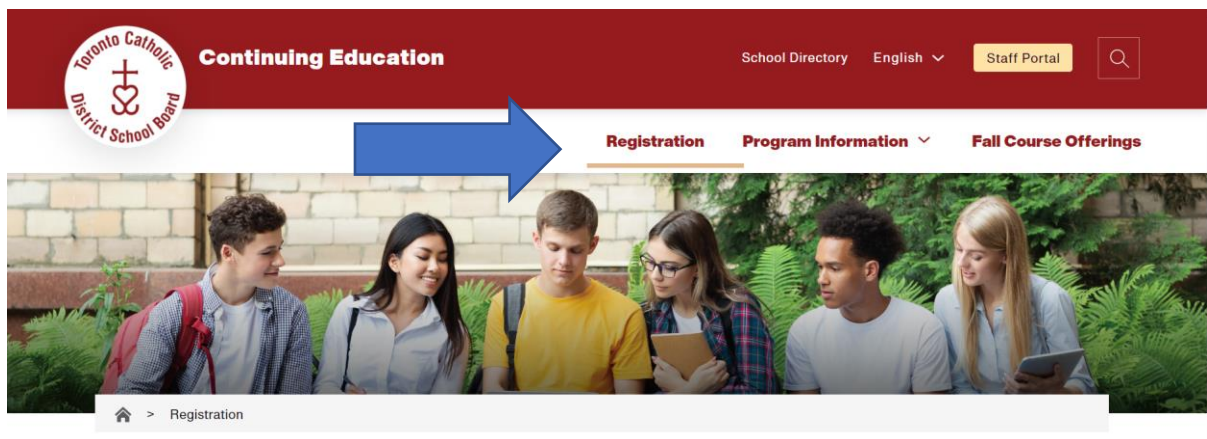 Toronto Catholic
District School Board
Continuing Education
School Directory English Staff Portal
Registration Program Information Fall Course Offerings
> Registration